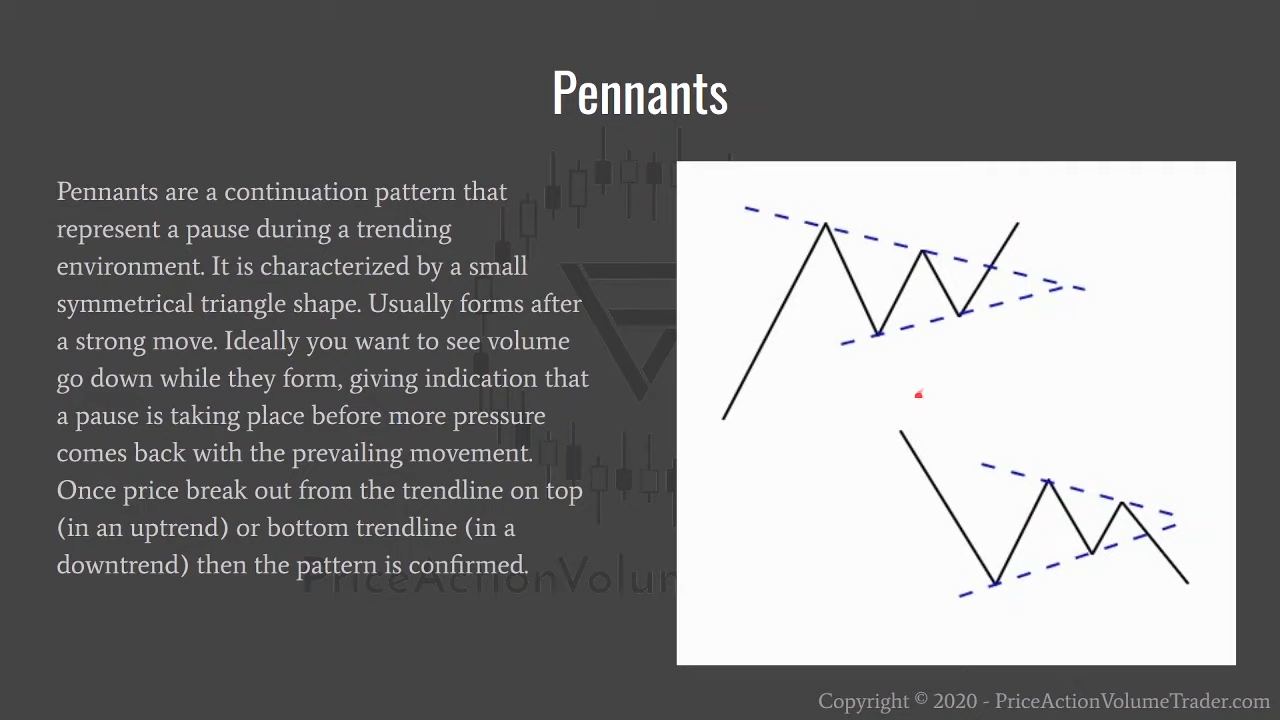 Pennants
Pennants are a continuation pattern that
represent a pause during a trending
environment. It is characterized by a small
symmetrical triangle shape. Usually forms after
a strong move. Ideally you want to see volume
go down while they form, giving indication that
a pause is taking place before more pressure
comes back with the prevailing movement.
Once price break out from the trendline on top
(in an uptrend) or bottom trendline (in a
downtrend) then the pattern is confirmed.
PriceActionVolum
Copyright © 2020 - PriceActionVolumeTrader.com